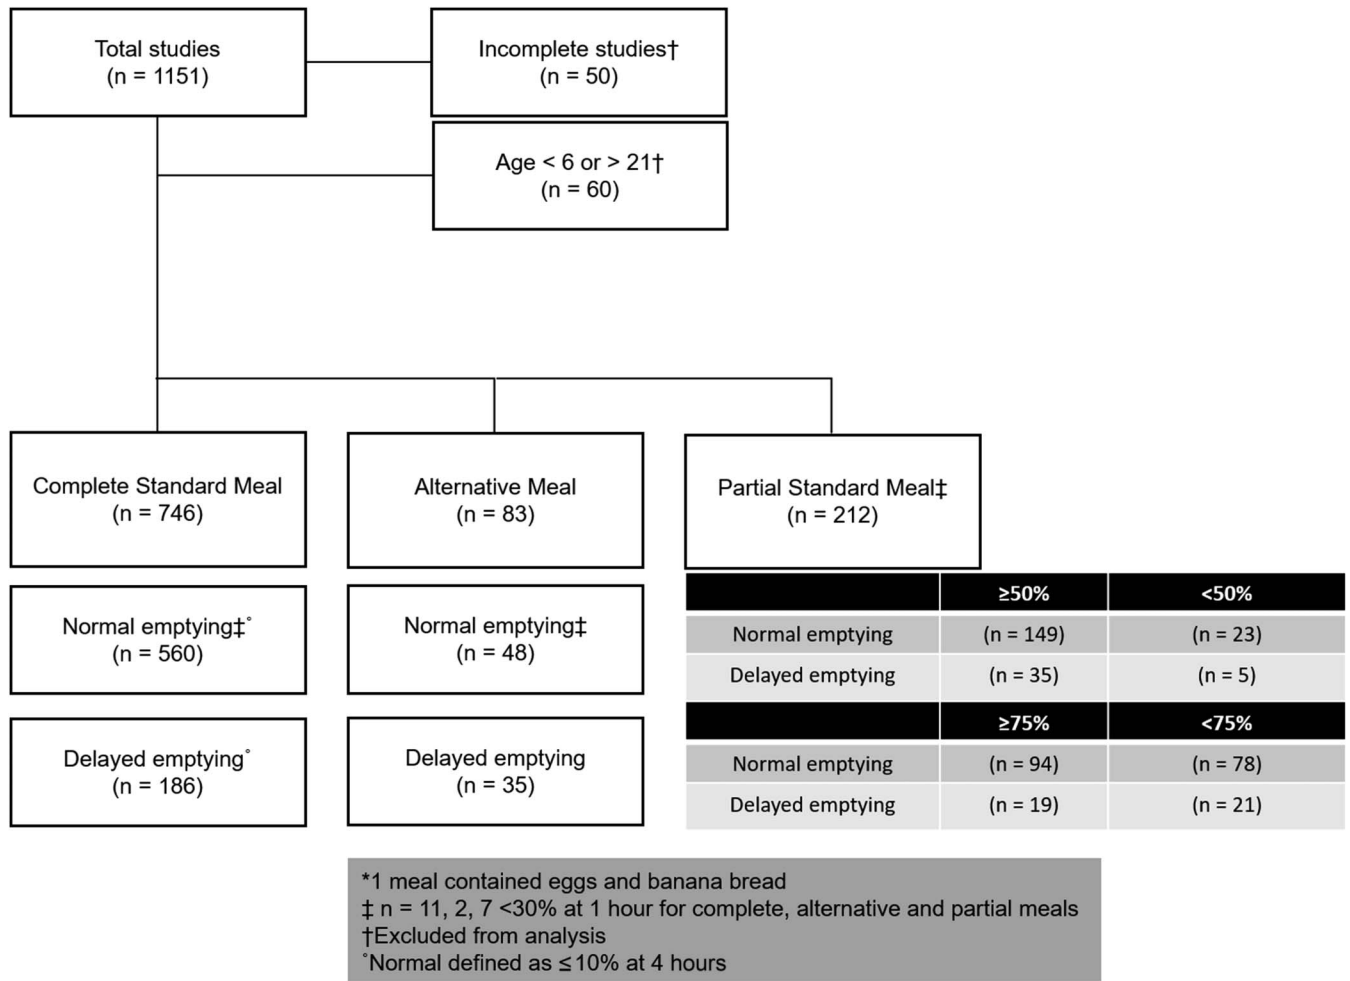 Total studies
(n = 1151)
Incomplete studies†
(n = 50)
Age < 6 or > 21†
(n = 60)
Complete Standard Meal
(n = 746)
Alternative Meal
(n = 83)
Partial Standard Meal‡
(n = 212)
Normal emptying‡°
(n = 560)
Normal emptying‡
(n = 48)
Delayed emptying°
(n = 186)
Delayed emptying
(n = 35)
≥50% <50%
Normal emptying (n = 149) (n = 23)
Delayed emptying (n = 35) (n = 5)
≥75% <75%
Normal emptying (n = 94) (n = 78)
Delayed emptying (n = 19) (n = 21)
*1 meal contained eggs and banana bread
‡ n = 11, 2, 7 <30% at 1 hour for complete, alternative and partial meals
†Excluded from analysis
°Normal defined as ≤10% at 4 hours